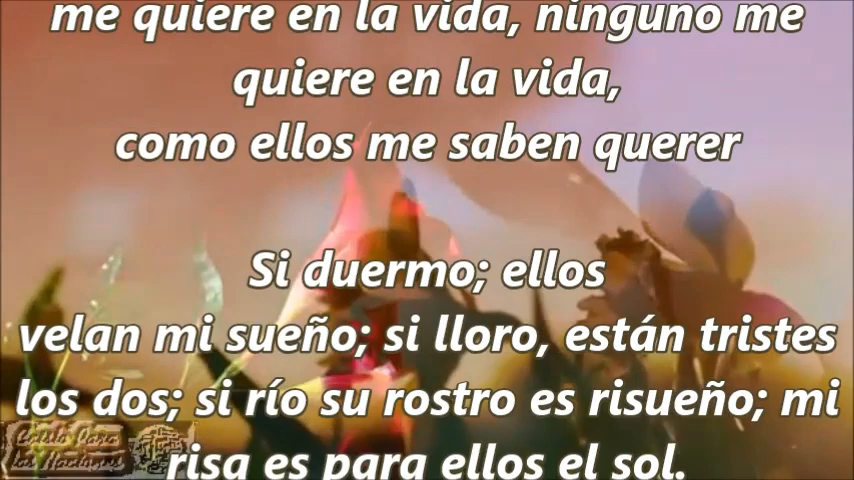 me quiere en la vida, ninguno me
quiere en la vida,
como ellos me saben querer
Si duermo; ellos
velan mi sueño; si lloro, están tristes
los dos; si río su rostro es risueño; mi
risa es para ellos el sol.
las Naciones